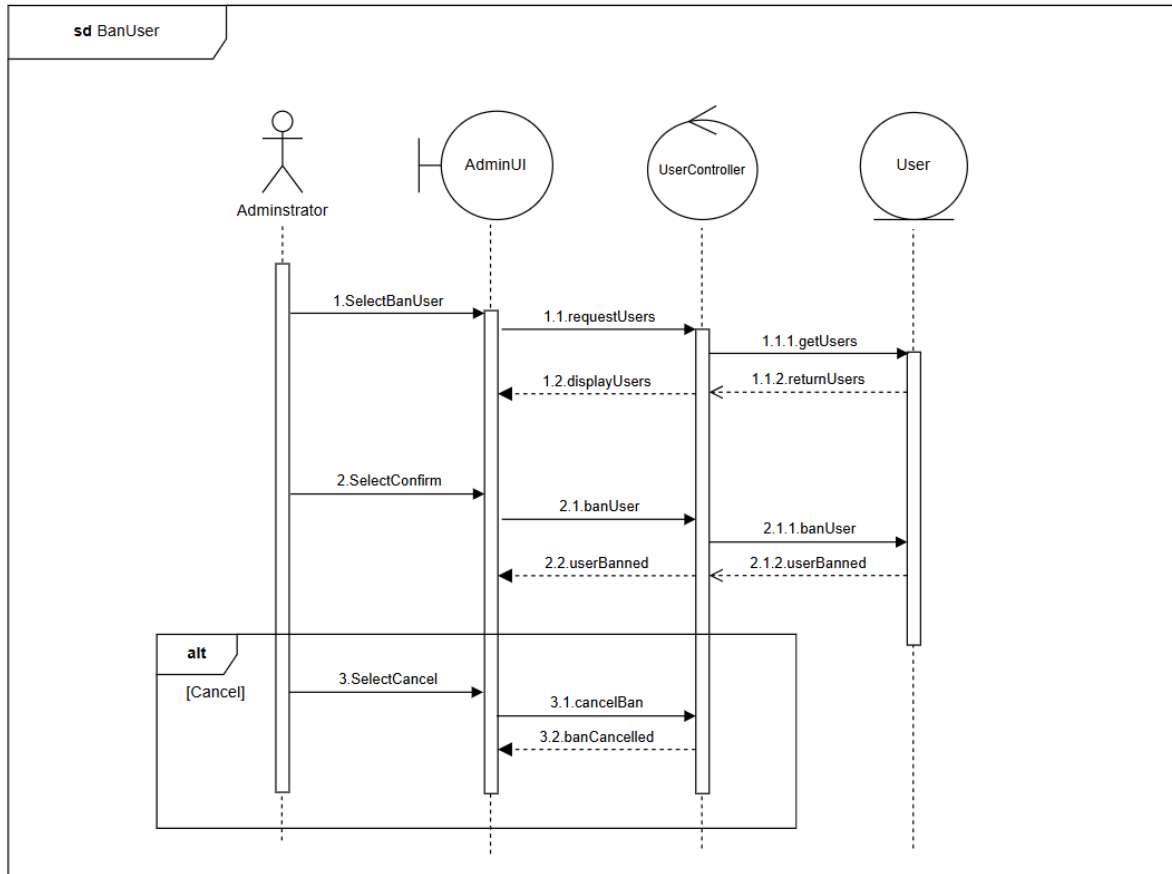 sd BanUser
Adminstrator
AdminUI
UserController
User
1.SelectBanUser
1.1.requestUsers
1.1.1.getUsers
1.2.displayUsers
1.1.2.returnUsers
2.SelectConfirm
2.1.banUser
2.1.1.banUser
2.2.userBanned
2.1.2.userBanned
alt
[Cancel]
3.SelectCancel
3.1.cancelBan
3.2.banCancelled